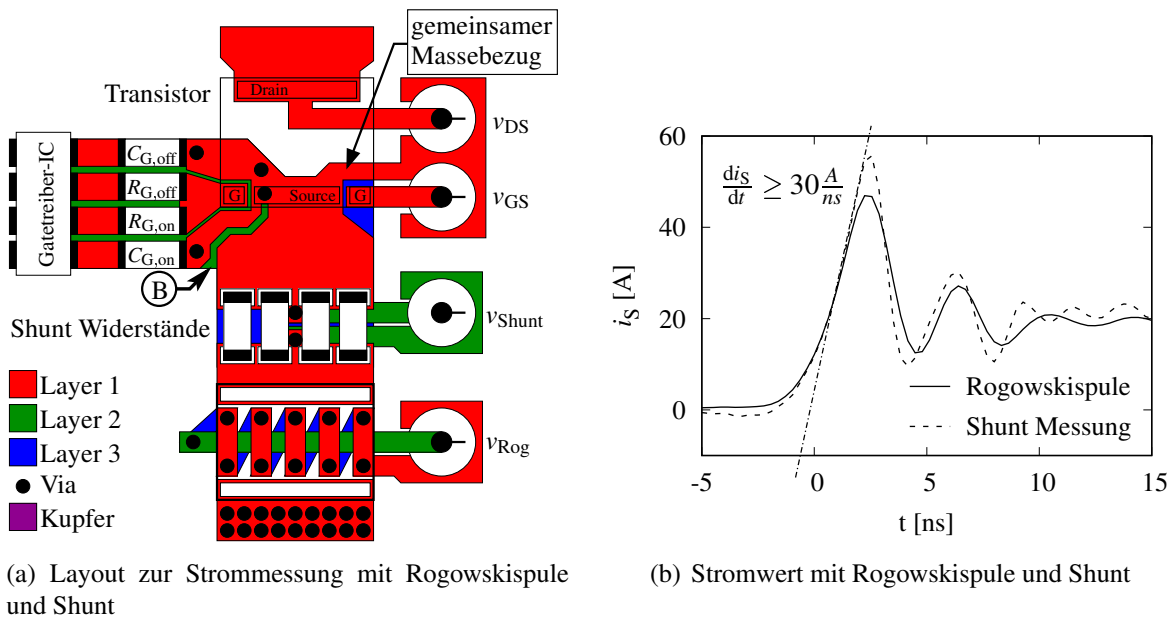 gemeinsamer
Massebezug
Transistor
Drain
v_DS
Gatetreiber-IC
C_G,off
R_G,off
R_G,on
C_G,on
G
Source
G
v_GS
B
Shunt Widerstände
v_Shunt
Layer 1
Layer 2
Layer 3
Via
Kupfer
v_Rog
(a) Layout zur Strommessung mit Rogowskispule
und Shunt
di_S/dt ≥ 30 A/ns
i_S [A]
60
40
20
0
-5
0
5
10
15
t [ns]
Rogowskispule
Shunt Messung
(b) Stromwert mit Rogowskispule und Shunt